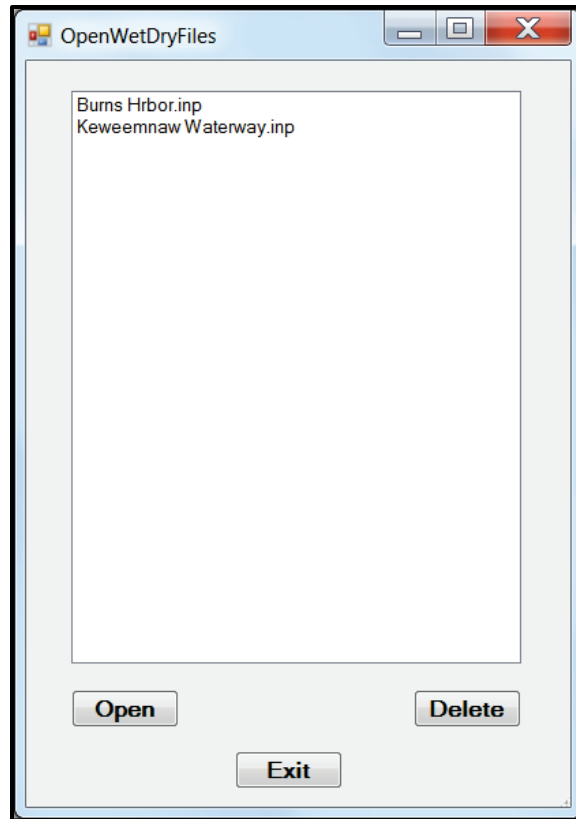 OpenWetDryFiles
Burns Hrbor.inp
Keweemnaw Waterway.inp
Open
Delete
Exit